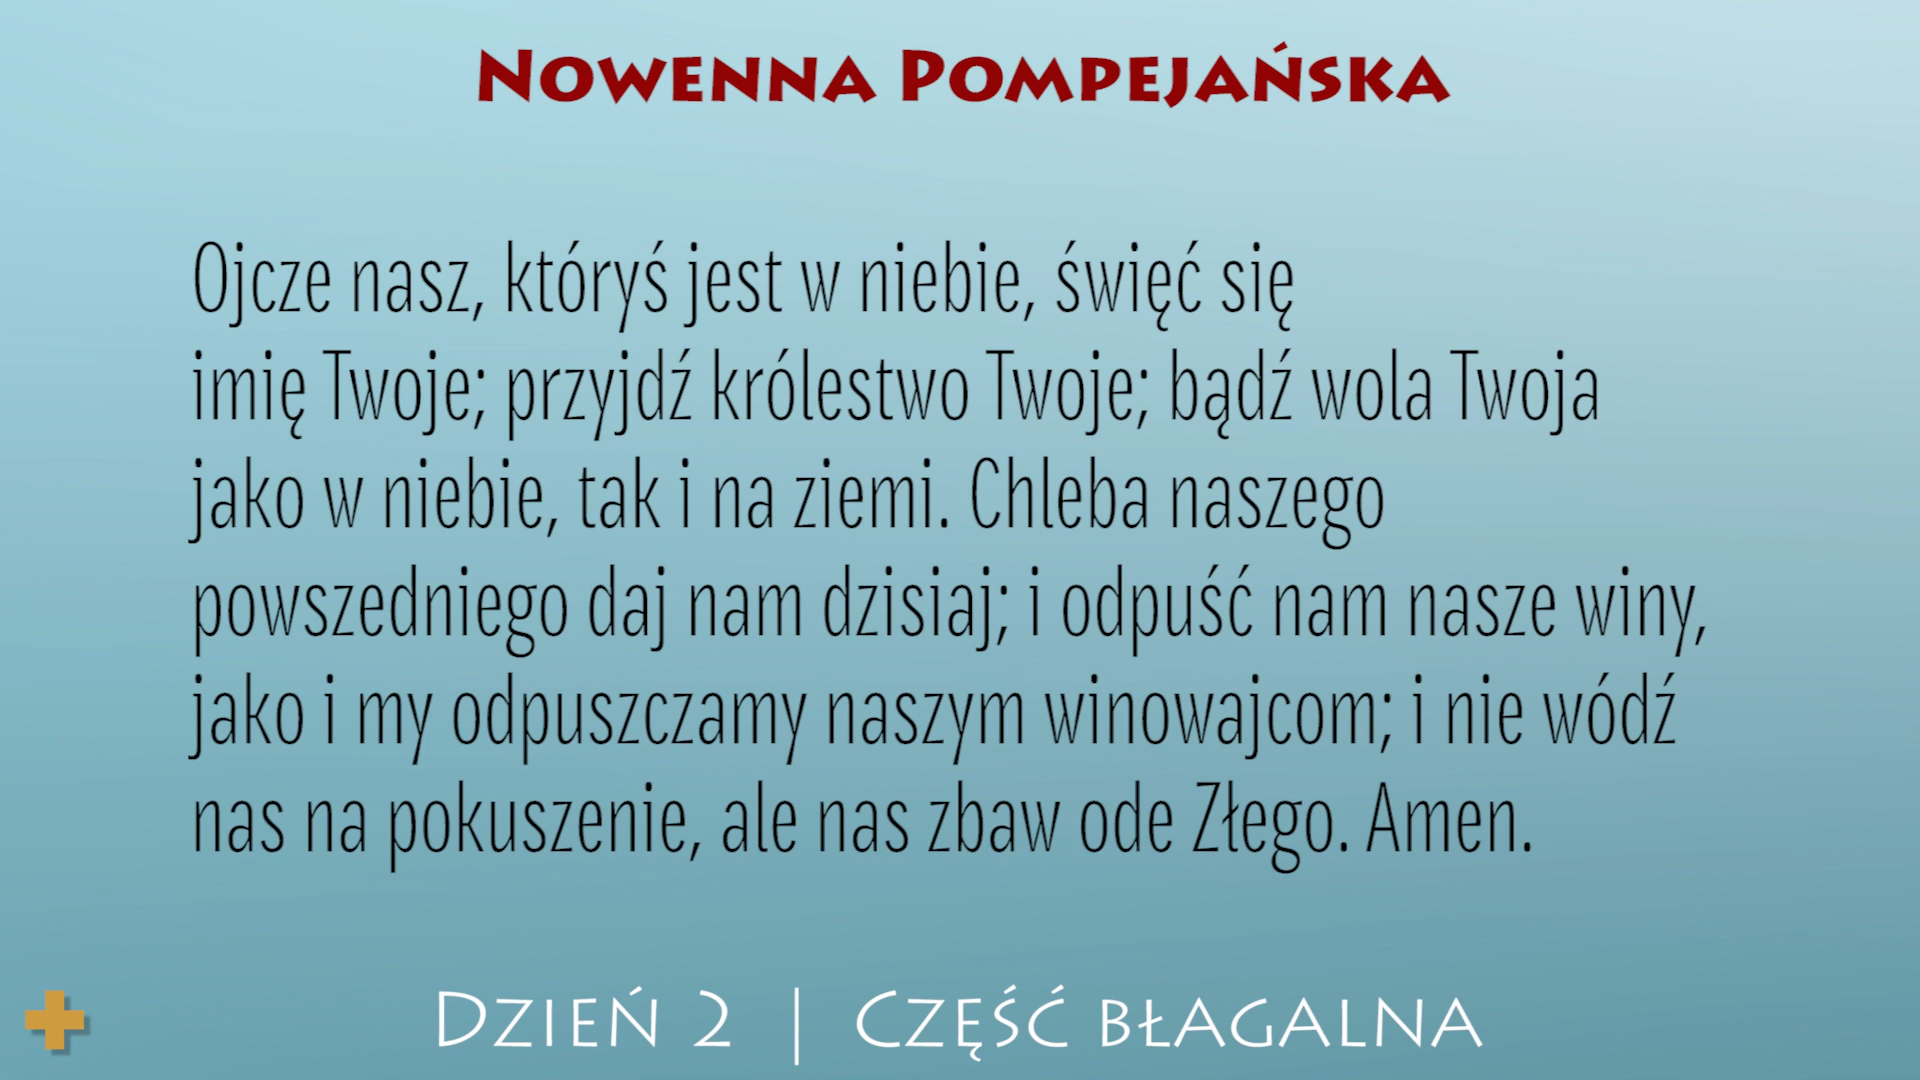 Nowenna Pompejańska
Ojcze nasz, któryś jest w niebie, święć się
imię Twoje; przyjdź królestwo Twoje; bądź wola Twoja
jako w niebie, tak i na ziemi. Chleba naszego
powszedniego daj nam dzisiaj; i odpuść nam nasze winy,
jako i my odpuszczamy naszym winowajcom; i nie wódź
nas na pokuszenie, ale nas zbaw ode Złego. Amen.
Dzień 2 | Część błagalna